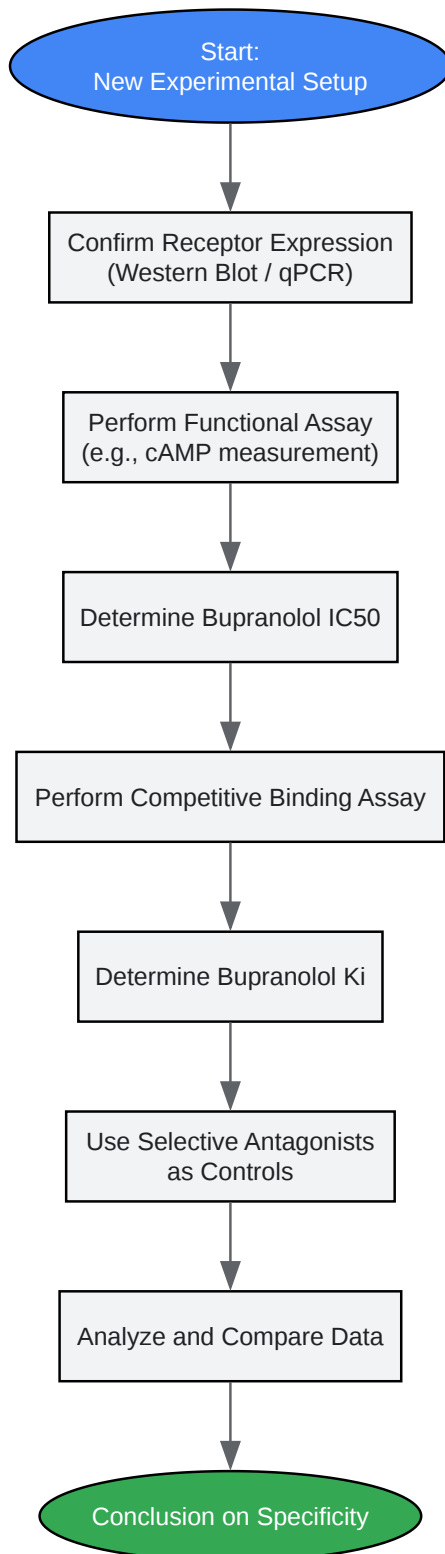 Start:
New Experimental Setup
Confirm Receptor Expression
(Western Blot / qPCR)
Perform Functional Assay
(e.g., cAMP measurement)
Determine Bupranolol IC50
Perform Competitive Binding Assay
Determine Bupranolol Ki
Use Selective Antagonists
as Controls
Analyze and Compare Data
Conclusion on Specificity